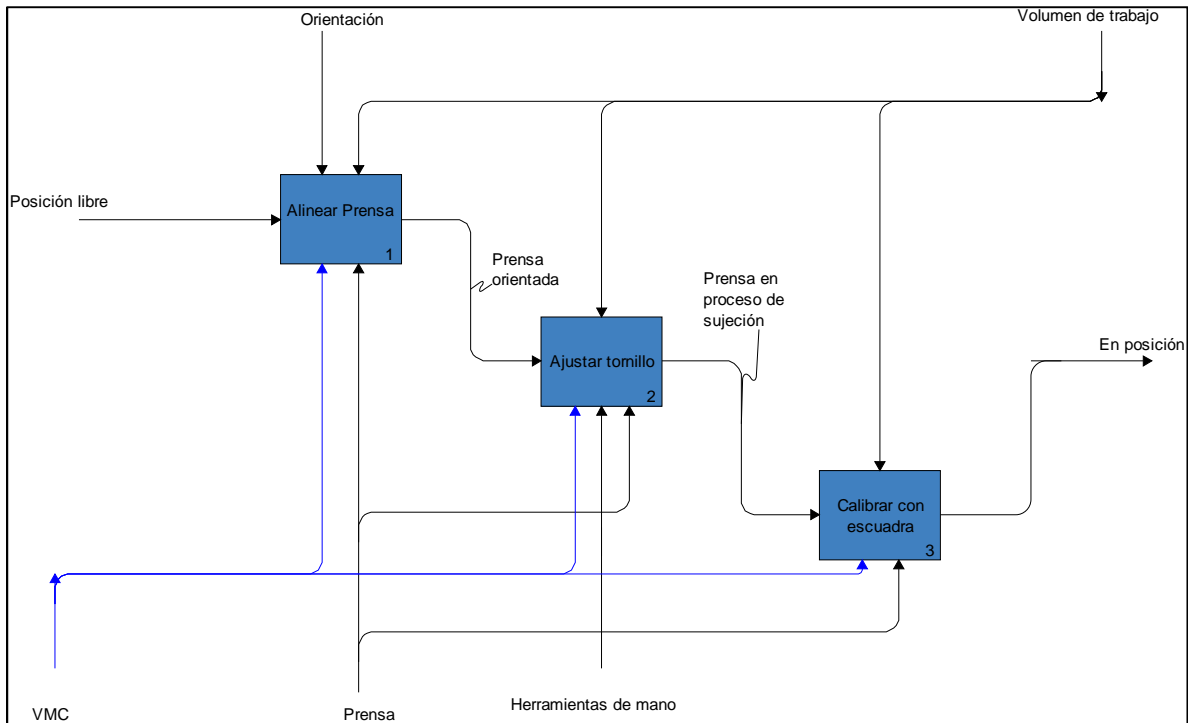 Orientación
Volumen de trabajo
Posición libre
Alinear Prensa
1
Prensa
orientada
Prensa en
proceso de
sujeción
En posición
Ajustar tornillo
2
Calibrar con
escuadra
3
VMC
Prensa
Herramientas de mano